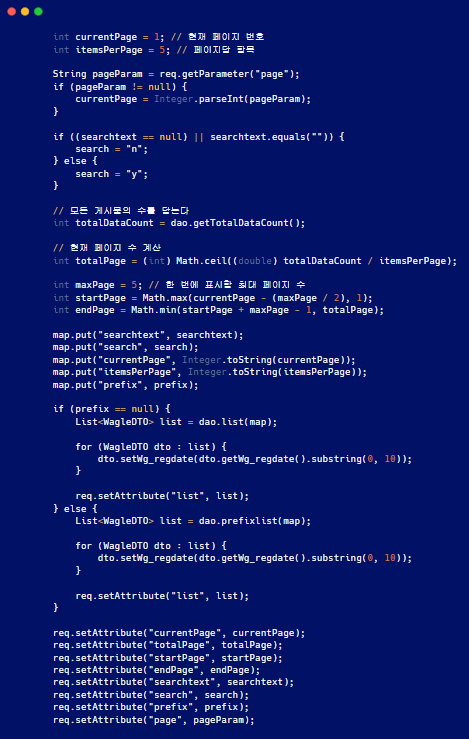 int currentPage = 1; // 현재 페이지 번호
int itemsPerPage = 5; // 페이지당 항목
String pageParam = req.getParameter("page");
if (pageParam != null) {
currentPage = Integer.parseInt(pageParam);
}
if ((searchtext == null) || searchtext.equals("")) {
search = "n";
} else {
search = "y";
}
// 모든 게시물의 수를 담는다
int totalDataCount = dao.getTotalDataCount();
// 현재 페이지 수 계산
int totalPage = (int) Math.ceil((double) totalDataCount / itemsPerPage);
int maxPage = 5; // 한 번에 표시할 최대 페이지 수
int startPage = Math.max(currentPage - (maxPage / 2), 1);
int endPage = Math.min(startPage + maxPage - 1, totalPage);
map.put("searchtext", searchtext);
map.put("search", search);
map.put("currentPage", Integer.toString(currentPage));
map.put("itemsPerPage", Integer.toString(itemsPerPage));
map.put("prefix", prefix);
if (prefix == null) {
List<WagleDTO> list = dao.list(map);
for (WagleDTO dto : list) {
dto.setWg_regdate(dto.getWg_regdate().substring(0, 10));
}
req.setAttribute("list", list);
} else {
List<WagleDTO> list = dao.prefixlist(map);
for (WagleDTO dto : list) {
dto.setWg_regdate(dto.getWg_regdate().substring(0, 10));
}
req.setAttribute("list", list);
}
req.setAttribute("currentPage", currentPage);
req.setAttribute("totalPage", totalPage);
req.setAttribute("startPage", startPage);
req.setAttribute("endPage", endPage);
req.setAttribute("searchtext", searchtext);
req.setAttribute("search", search);
req.setAttribute("prefix", prefix);
req.setAttribute("page", pageParam);